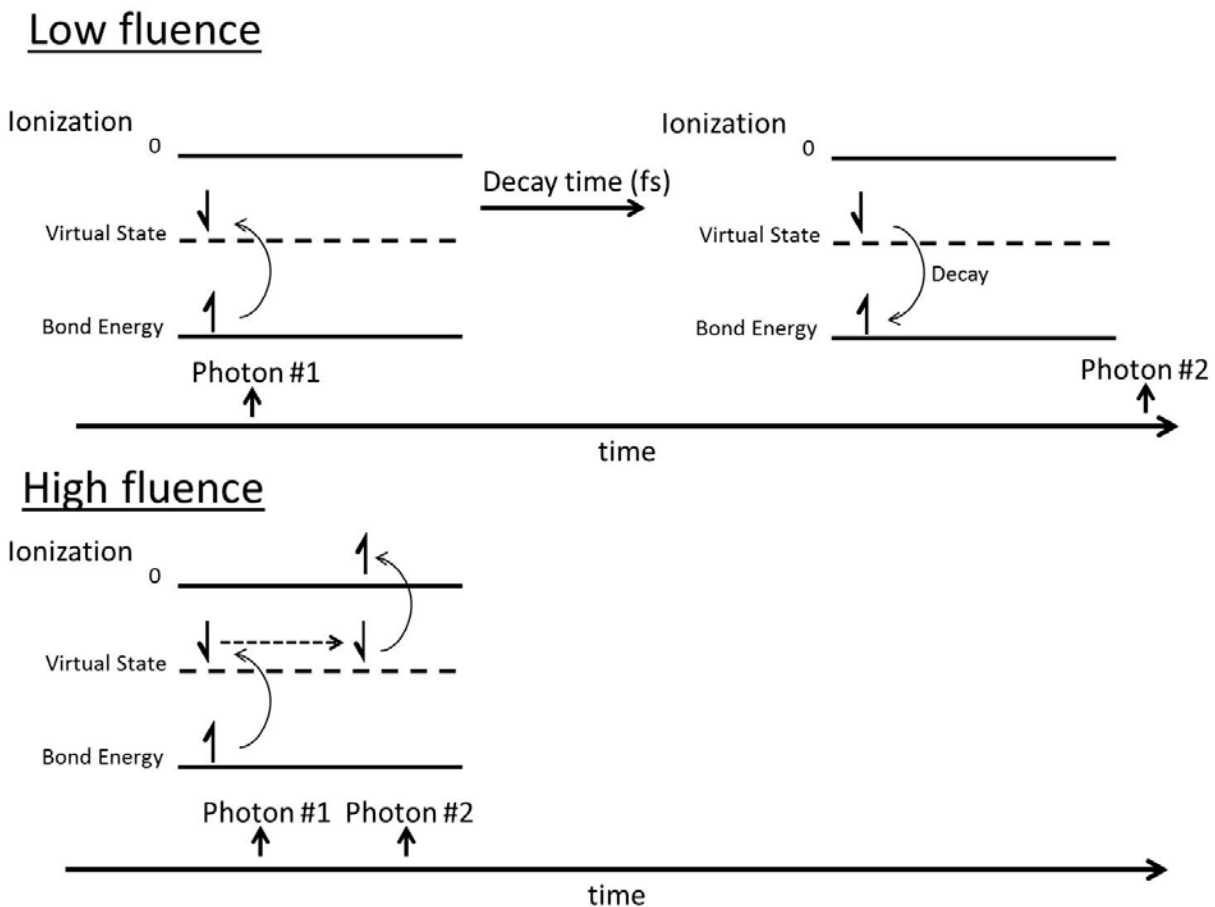 Low fluence
Ionization
0
Virtual State
Bond Energy
Photon #1
Decay time (fs)
Ionization
0
Virtual State
Decay
Bond Energy
Photon #2
time
High fluence
Ionization
0
Virtual State
Bond Energy
Photon #1 Photon #2
time